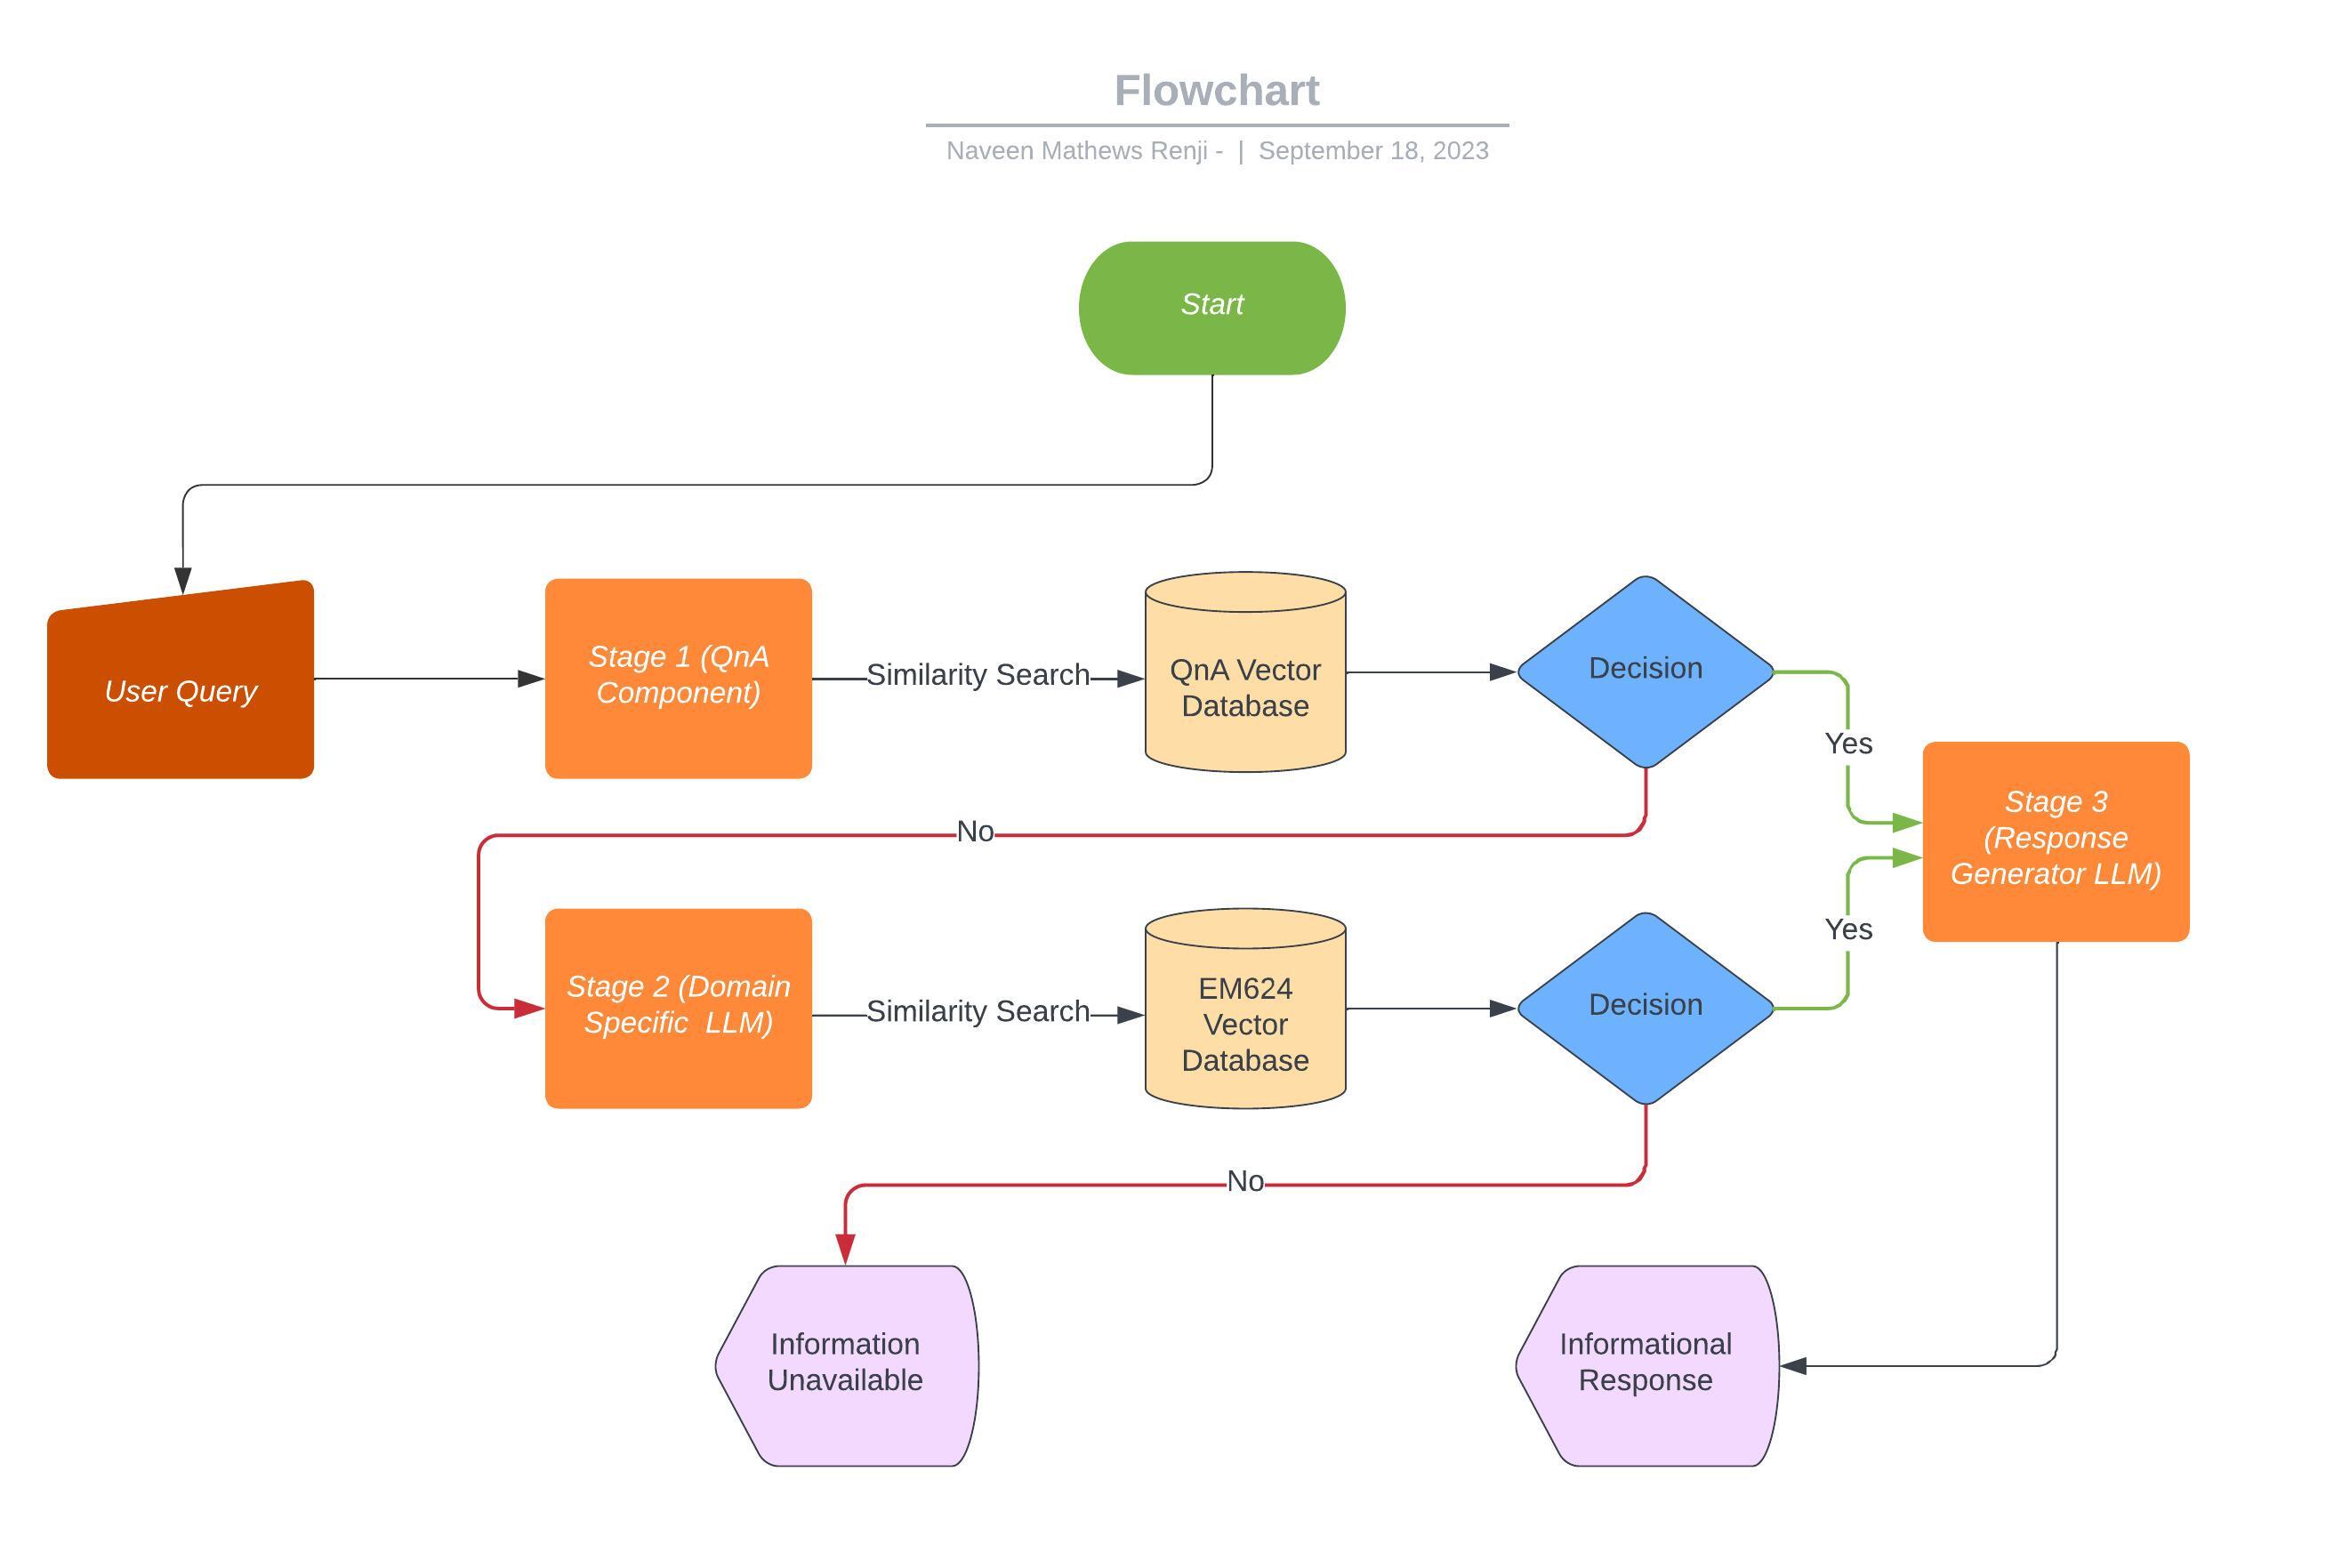 Flowchart
Naveen Mathews Renji - | September 18, 2023
Start
User Query
Stage 1 (QnA
Component)
Similarity Search
QnA Vector
Database
Decision
Yes
No
Stage 3
(Response
Generator LLM)
Stage 2 (Domain
Specific  LLM)
Similarity Search
EM624
Vector
Database
Decision
Yes
No
Information
Unavailable
Informational
Response